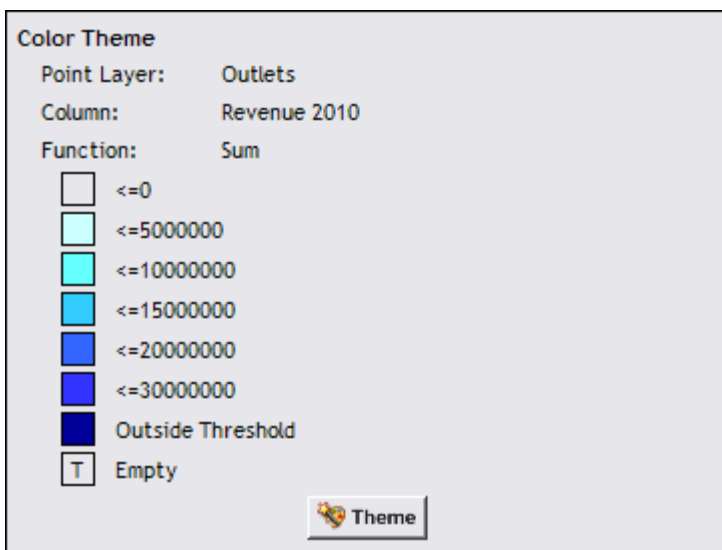 Color Theme
Point Layer: Outlets
Column: Revenue 2010
Function: Sum
<=0
<=5000000
<=10000000
<=15000000
<=20000000
<=30000000
Outside Threshold
T Empty
Theme